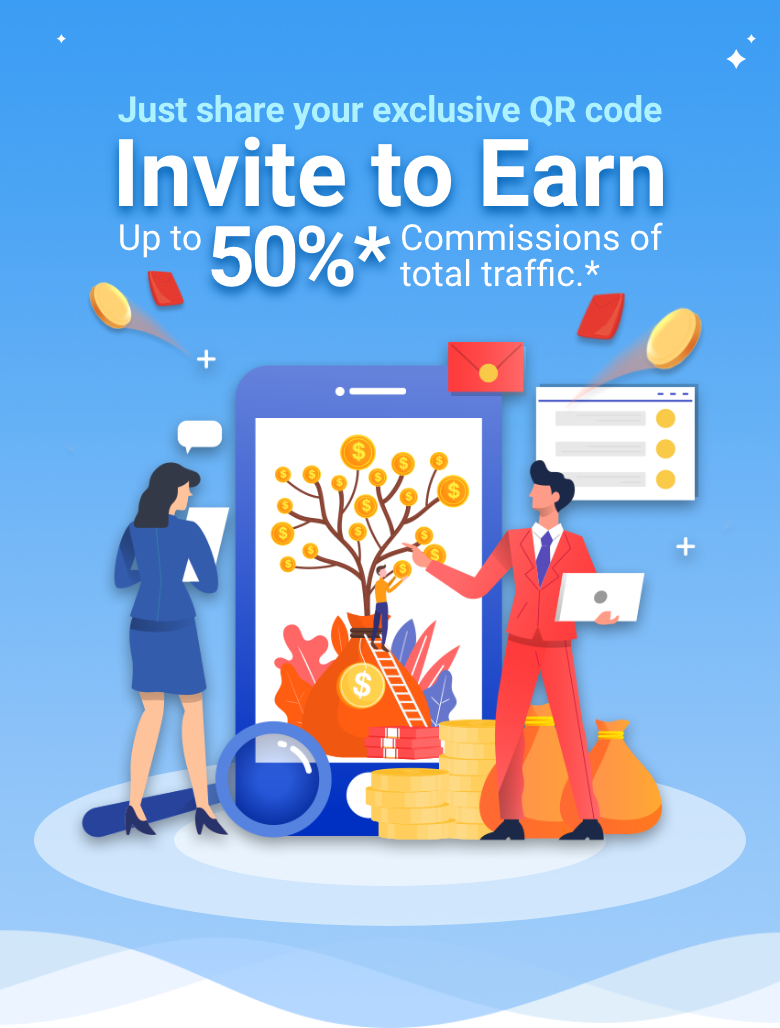 Just share your exclusive QR code
Invite to Earn
Up to 50%* Commissions of
total traffic.*